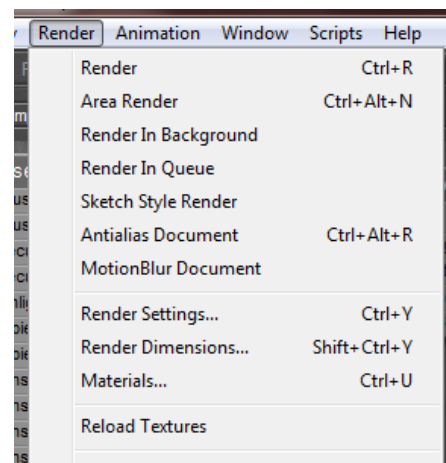 Render Animation Window Scripts Help
Render Ctrl+R
Area Render Ctrl+Alt+N
Render In Background
Render In Queue
Sketch Style Render
Antialias Document Ctrl+Alt+R
MotionBlur Document
Render Settings... Ctrl+Y
Render Dimensions... Shift+Ctrl+Y
Materials... Ctrl+U
Reload Textures